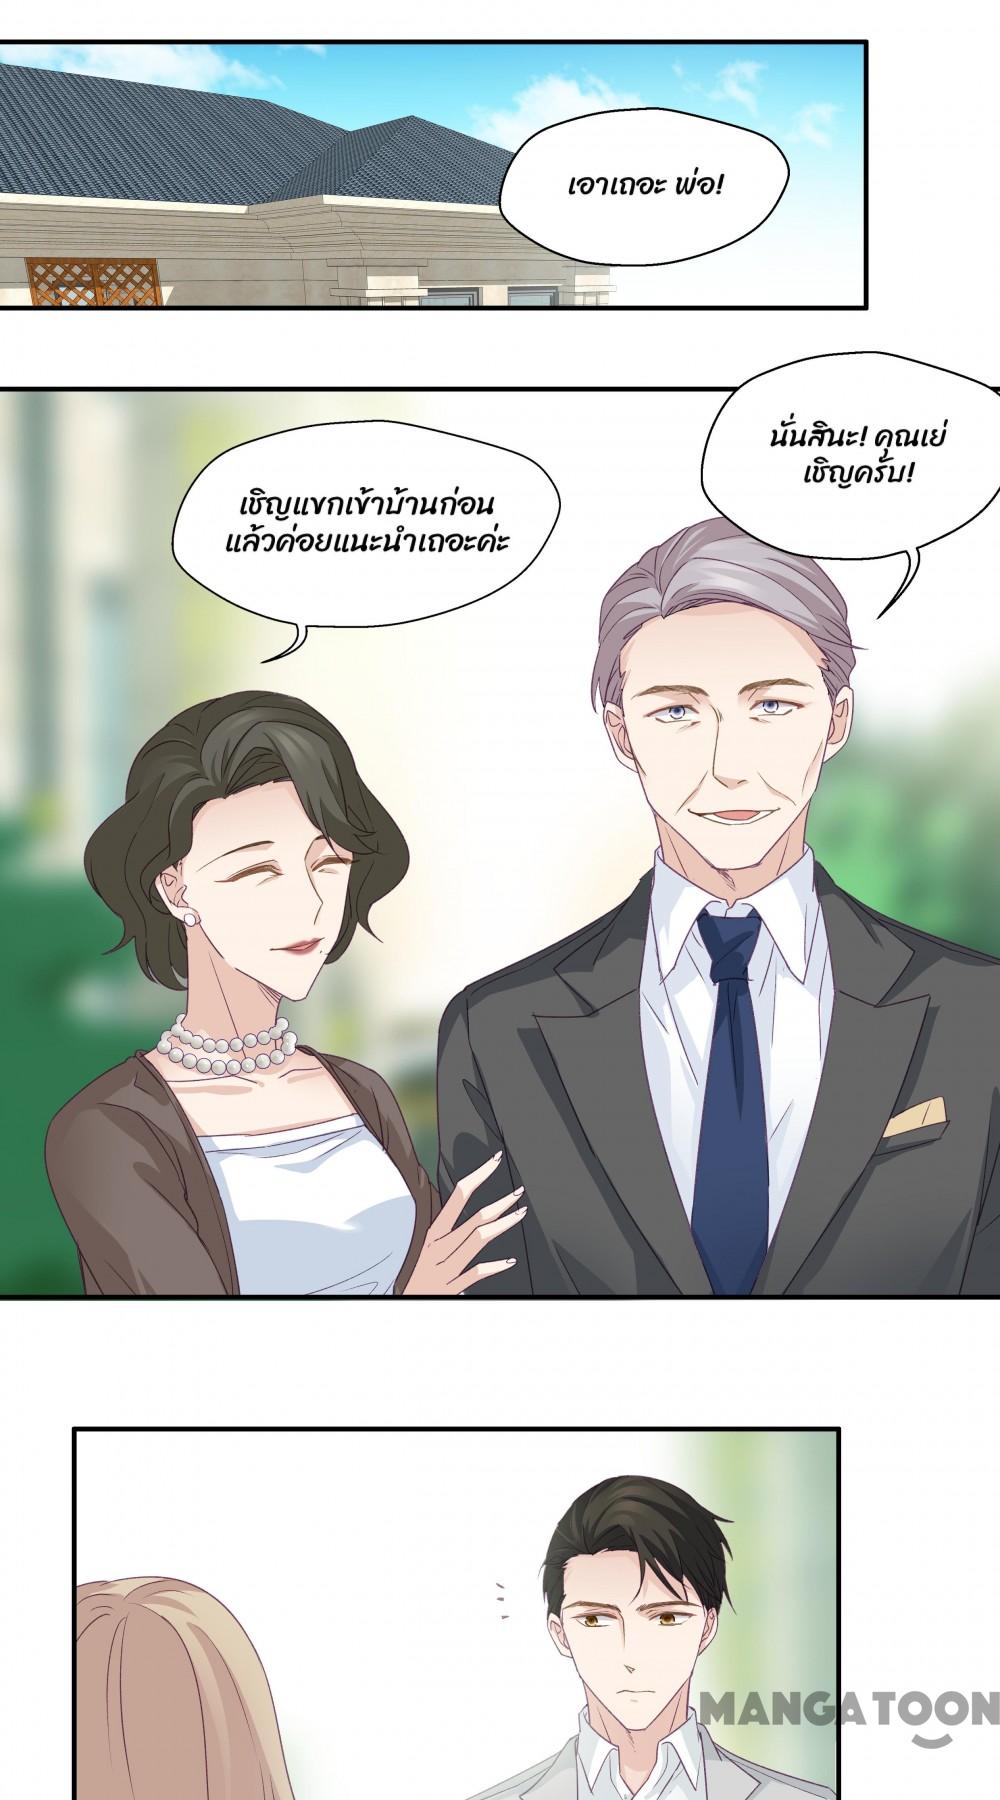 เอาเถอะ พ่อ!
นั่นสินะ! คุณเย่
เชิญครับ!
เชิญแขกเข้าบ้านก่อน
แล้วค่อยแนะนำเถอะค่ะ
MANGATOON